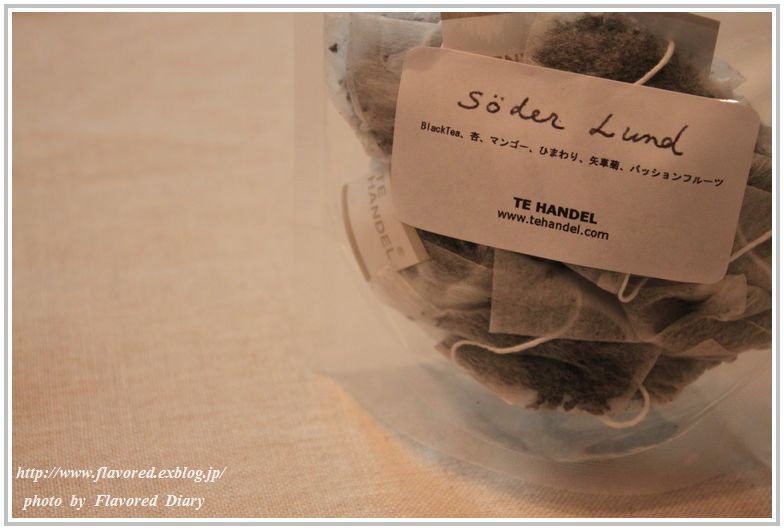 Söder Lund
BlackTea、杏、マンゴー、ひまわり、矢車菊、パッションフルーツ
TE HANDEL
www.tehandel.com
TE
HANDEL®
http://www.flavored.exblog.jp/
photo by Flavored Diary